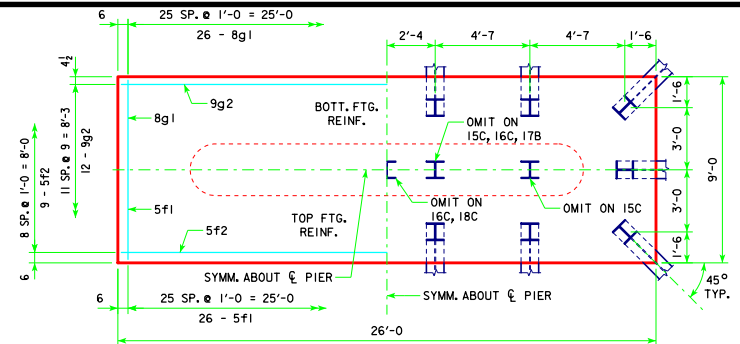 6
25 SP. @ 1'-0 = 25'-0
26 - 8g1
2'-4
4'-7
4'-7
1'-6
4½
9g2
8g1
BOTT. FTG.
REINF.
OMIT ON
15C, 16C, 17B
1'-6
3'-0
9'-0
3'-0
1'-6
8 SP. @ 1'-0 = 8'-0
9 - 5f2
11 SP. @ 9 = 8'-3
12 - 9g2
6
5f1
5f2
TOP FTG.
REINF.
OMIT ON
16C, 18C
OMIT ON 15C
SYMM. ABOUT ℄ PIER
SYMM. ABOUT ℄ PIER
45°
TYP.
6
25 SP. @ 1'-0 = 25'-0
26 - 5f1
26'-0